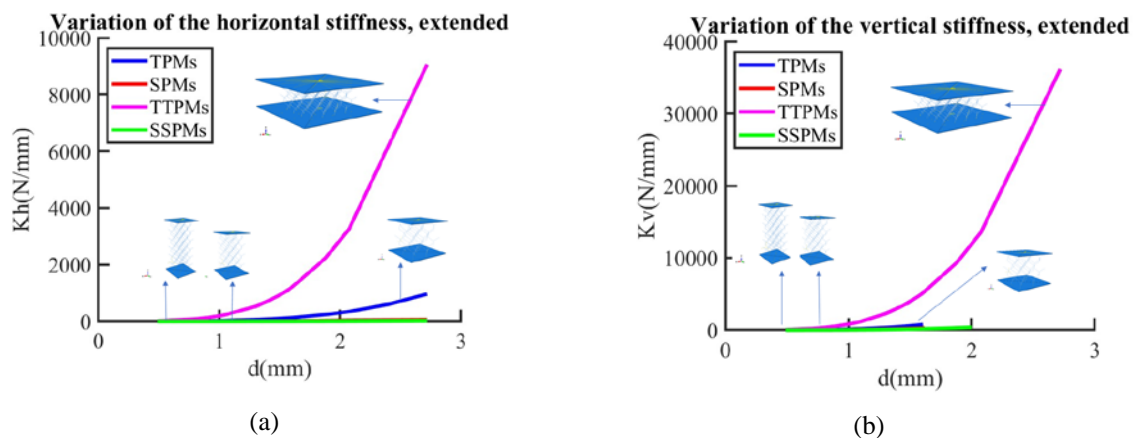 Variation of the horizontal stiffness, extended
10000
8000
6000
4000
2000
0
Kh(N/mm)
TPMs
SPMs
TTPMs
SSPMs
0 1 2 3
d(mm)
(a)
Variation of the vertical stiffness, extended
40000
30000
20000
10000
0
Kv(N/mm)
TPMs
SPMs
TTPMs
SSPMs
0 1 2 3
d(mm)
(b)